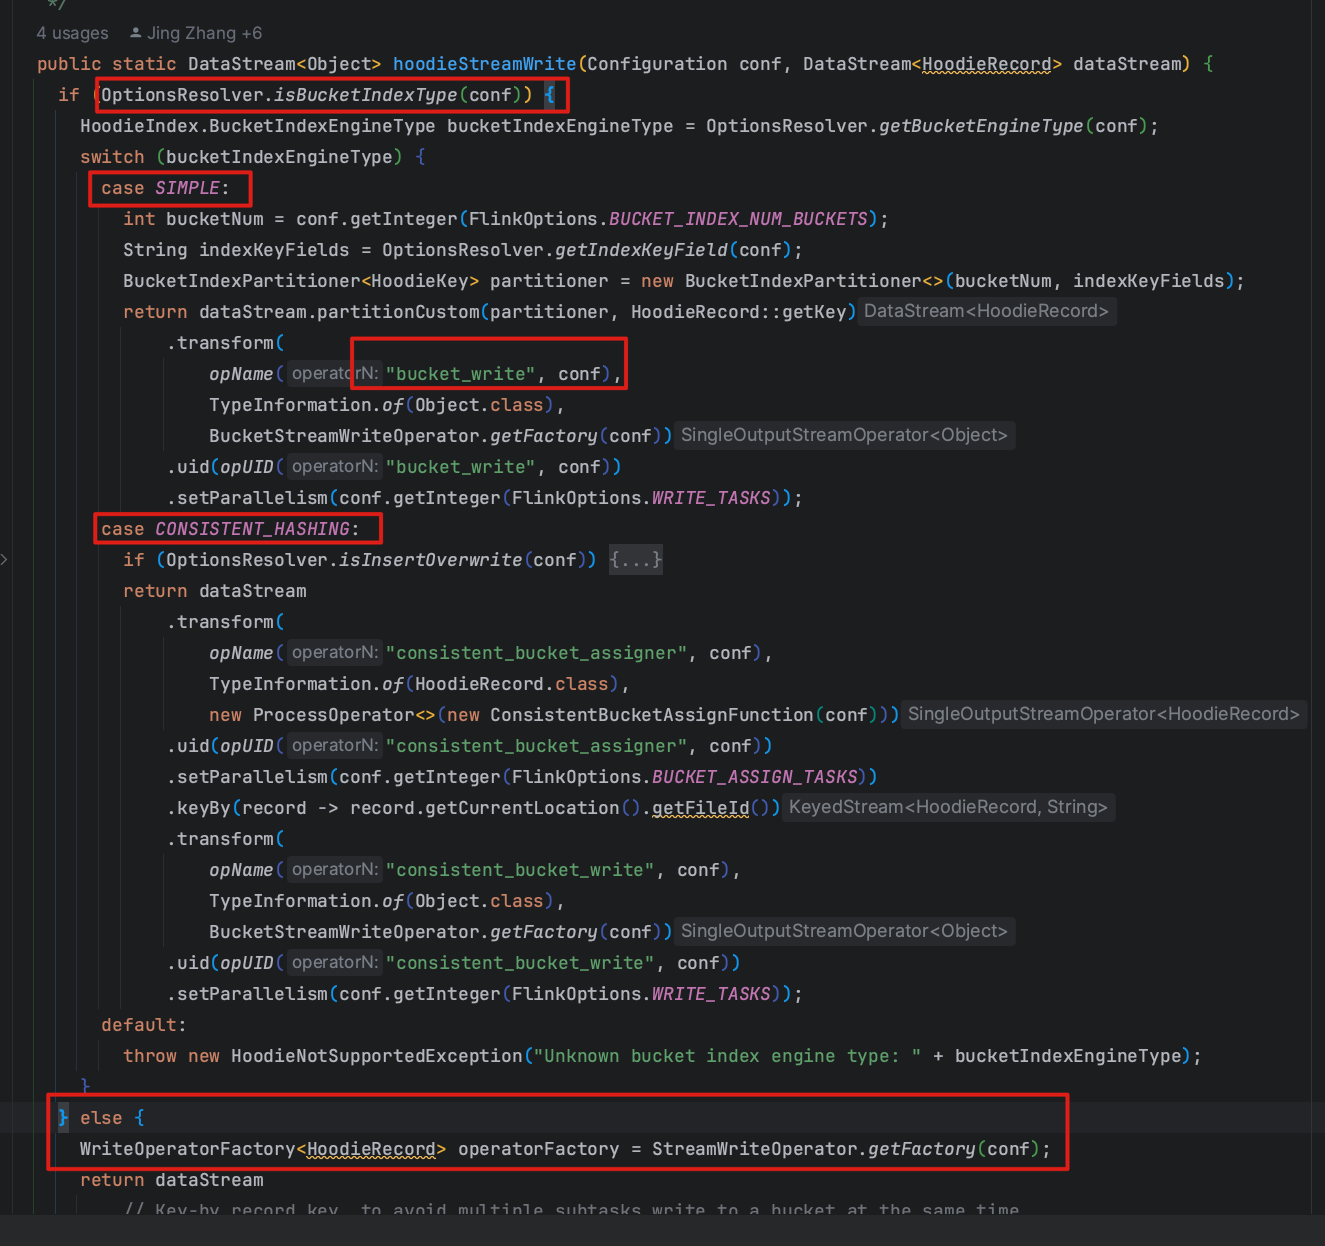 */
4 usages Jing Zhang +6
public static DataStream<Object> hoodieStreamWrite(Configuration conf, DataStream<HoodieRecord> dataStream) {
if (OptionsResolver.isBucketIndexType(conf)) {
HoodieIndex.BucketIndexEngineType bucketIndexEngineType = OptionsResolver.getBucketEngineType(conf);
switch (bucketIndexEngineType) {
case SIMPLE:
int bucketNum = conf.getInteger(FlinkOptions.BUCKET_INDEX_NUM_BUCKETS);
String indexKeyFields = OptionsResolver.getIndexKeyField(conf);
BucketIndexPartitioner<HoodieKey> partitioner = new BucketIndexPartitioner<>(bucketNum, indexKeyFields);
return dataStream.partitionCustom(partitioner, HoodieRecord::getKey) DataStream<HoodieRecord>
.transform(
opName( operatorN: "bucket_write", conf),
TypeInformation.of(Object.class),
BucketStreamWriteOperator.getFactory(conf)) SingleOutputStreamOperator<Object>
.uid(opUID( operatorN: "bucket_write", conf))
.setParallelism(conf.getInteger(FlinkOptions.WRITE_TASKS));
case CONSISTENT_HASHING:
if (OptionsResolver.isInsertOverwrite(conf)) {...}
return dataStream
.transform(
opName( operatorN: "consistent_bucket_assigner", conf),
TypeInformation.of(HoodieRecord.class),
new ProcessOperator<>(new ConsistentBucketAssignFunction(conf))) SingleOutputStreamOperator<HoodieRecord>
.uid(opUID( operatorN: "consistent_bucket_assigner", conf))
.setParallelism(conf.getInteger(FlinkOptions.BUCKET_ASSIGN_TASKS))
.keyBy(record -> record.getCurrentLocation().getFileId()) KeyedStream<HoodieRecord, String>
.transform(
opName( operatorN: "consistent_bucket_write", conf),
TypeInformation.of(Object.class),
BucketStreamWriteOperator.getFactory(conf)) SingleOutputStreamOperator<Object>
.uid(opUID( operatorN: "consistent_bucket_write", conf))
.setParallelism(conf.getInteger(FlinkOptions.WRITE_TASKS));
default:
throw new HoodieNotSupportedException("Unknown bucket index engine type: " + bucketIndexEngineType);
}
} else {
WriteOperatorFactory<HoodieRecord> operatorFactory = StreamWriteOperator.getFactory(conf);
return dataStream
// Key-by record key, to avoid multiple subtasks write to a bucket at the same time